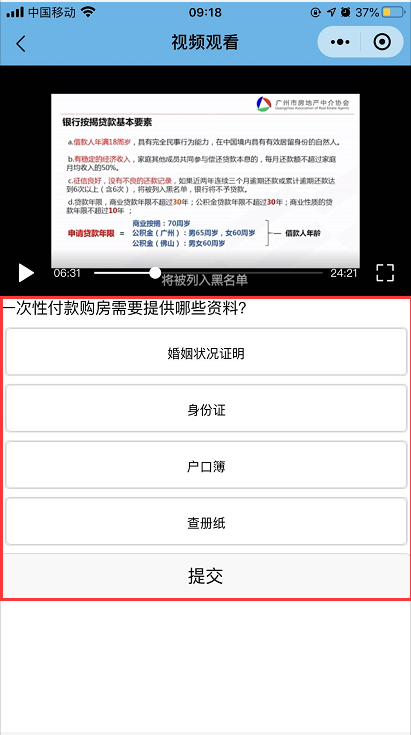 中国移动 09:18 37%
视频观看
广州市房地产中介协会
Guangzhou Association of Real Estate Agents
银行按揭贷款基本要素
a.借款人年满18周岁，具有完全民事行为能力，在中国境内具有有效居留身份的自然人。
b.有稳定的经济收入，家庭其他成员共同参与偿还贷款本息的，每月还款额不超过家庭
月均收入的50%。
c.征信良好，没有不良的还款记录，如果近两年连续三个月逾期还款或累计逾期还款达
到6次以上（含6次），将被列入黑名单，银行将不予贷款。
d.贷款年限，商业贷款年限不超过30年；公积金贷款年限不超过30年；商业性质的贷
款年限不超过10年 ；
商业按揭：70周岁
申请贷款年限 = 公积金（广州）：男65周岁，女60周岁 — 借款人年龄
公积金（佛山）：男女60周岁
06:31 24:21
将被列入黑名单
一次性付款购房需要提供哪些资料?
婚姻状况证明
身份证
户口簿
查册纸
提交